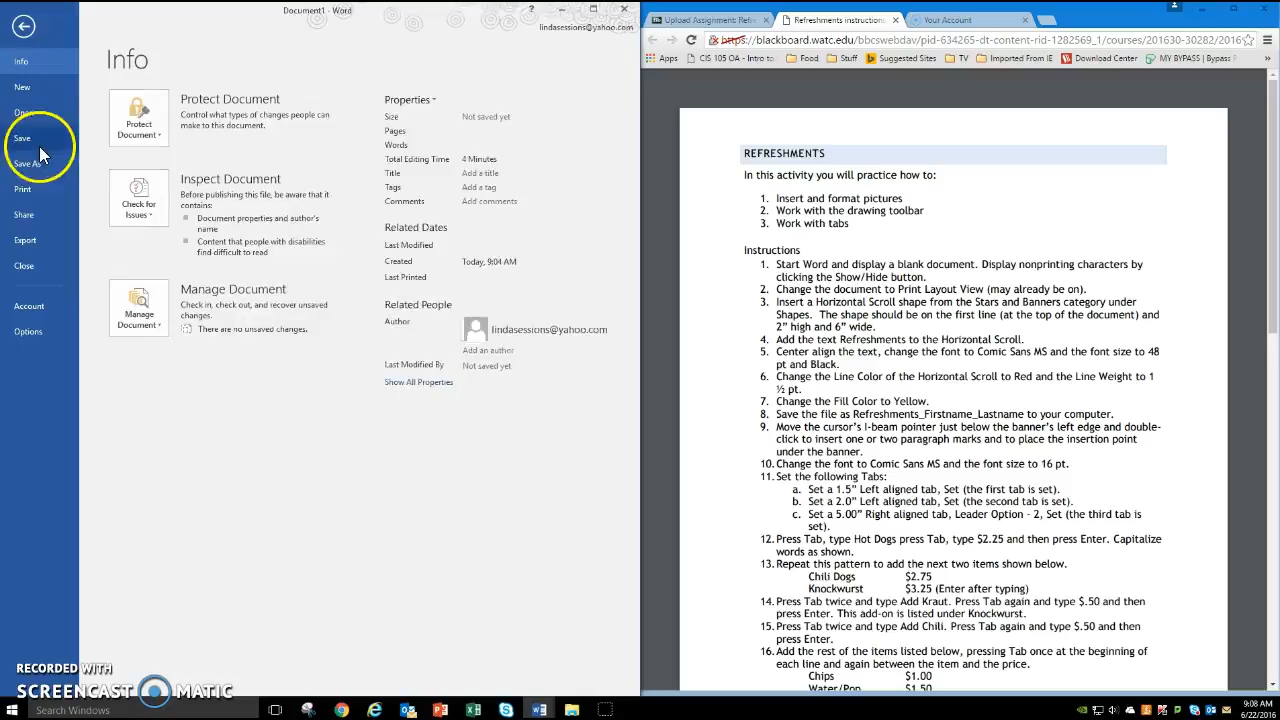 Document1 - Word
?
lindasessions@yahoo.com
Info
New
Open
Save
Save As
Print
Share
Export
Close
Account
Options
Info
Protect
Document
Protect Document
Control what types of changes people can
make to this document.
Check for
Issues
Inspect Document
Before publishing this file, be aware that it
contains:
Document properties and author's
name
Content that people with disabilities
find difficult to read
Manage
Document
Manage Document
Check in, check out, and recover unsaved
changes.
There are no unsaved changes.
Properties
Size Not saved yet
Pages
Words
Total Editing Time 4 Minutes
Title Add a title
Tags Add a tag
Comments Add comments
Related Dates
Last Modified
Created Today, 9:04 AM
Last Printed
Related People
Author lindasessions@yahoo.com
Add an author
Last Modified By Not saved yet
Show All Properties
Upload Assignment: Refre
Refreshments instructions
Your Account
https://blackboard.watc.edu/bbcswebdav/pid-634265-dt-content-rid-1282569_1/courses/201630-30282/2016
Apps
CIS 105 OA - Intro to
Food
Stuff
Suggested Sites
TV
Imported From IE
Download Center
MY BYPASS | Bypass
REFRESHMENTS
In this activity you will practice how to:
1. Insert and format pictures
2. Work with the drawing toolbar
3. Work with tabs
Instructions
1. Start Word and display a blank document. Display nonprinting characters by
clicking the Show/Hide button.
2. Change the document to Print Layout View (may already be on).
3. Insert a Horizontal Scroll shape from the Stars and Banners category under
Shapes. The shape should be on the first line (at the top of the document) and
2” high and 6” wide.
4. Add the text Refreshments to the Horizontal Scroll.
5. Center align the text, change the font to Comic Sans MS and the font size to 48
pt and Black.
6. Change the Line Color of the Horizontal Scroll to Red and the Line Weight to 1
½ pt.
7. Change the Fill Color to Yellow.
8. Save the file as Refreshments_Firstname_Lastname to your computer.
9. Move the cursor’s I-beam pointer just below the banner’s left edge and double-
click to insert one or two paragraph marks and to place the insertion point
under the banner.
10. Change the font to Comic Sans MS and the font size to 16 pt.
11. Set the following Tabs:
a. Set a 1.5” Left aligned tab, Set (the first tab is set).
b. Set a 2.0” Left aligned tab, Set (the second tab is set).
c. Set a 5.00” Right aligned tab, Leader Option - 2, Set (the third tab is
set).
12. Press Tab, type Hot Dogs press Tab, type $2.25 and then press Enter. Capitalize
words as shown.
13. Repeat this pattern to add the next two items shown below.
Chili Dogs $2.75
Knockwurst $3.25 (Enter after typing)
14. Press Tab twice and type Add Kraut. Press Tab again and type $.50 and then
press Enter. This add-on is listed under Knockwurst.
15. Press Tab twice and type Add Chili. Press Tab again and type $.50 and then
press Enter.
16. Add the rest of the items listed below, pressing Tab once at the beginning of
each line and again between the item and the price.
Chips $1.00
Water/Pop $1.50
RECORDED WITH
SCREENCAST MATIC
Search Windows
9:08 AM
6/22/2016